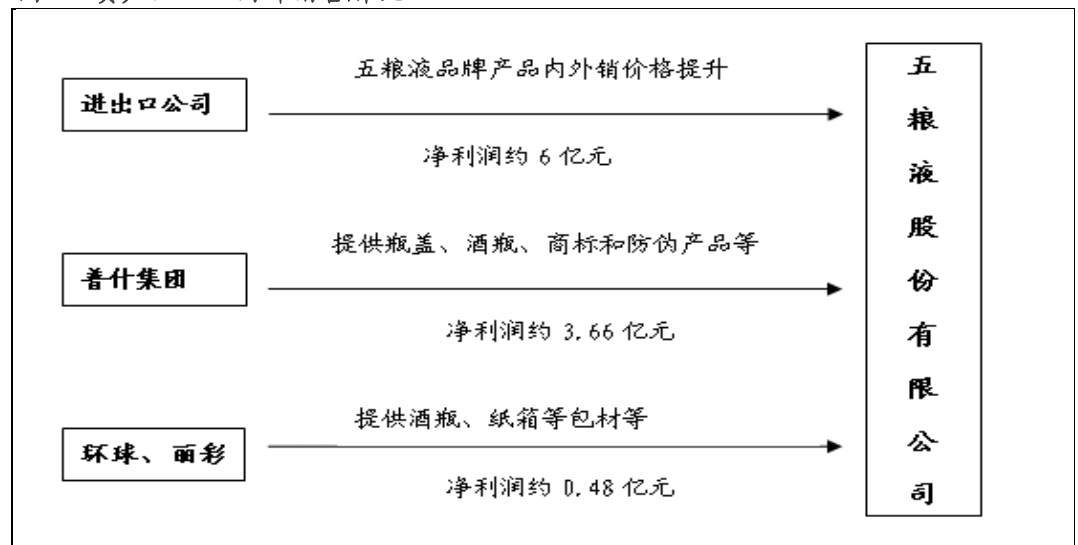 五粮液品牌产品内外销价格提升
进出口公司
净利润约 6 亿元
提供瓶盖、酒瓶、商标和防伪产品等
普什集团
净利润约 3.66 亿元
提供酒瓶、纸箱等包材等
环球、丽彩
净利润约 0.48 亿元
五
粮
液
股
份
有
限
公
司